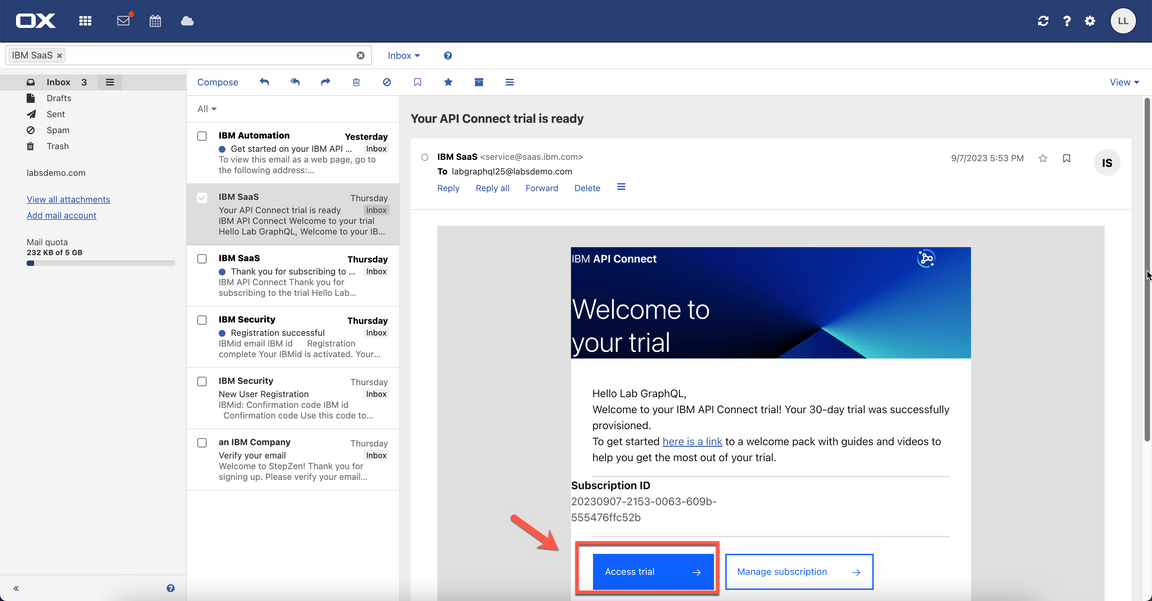 OX
LL
IBM SaaS ×
Inbox
Inbox 3
Drafts
Sent
Spam
Trash
labsdemo.com
View all attachments
Add mail account
Mail quota
232 KB of 5 GB
«
Compose
View
All
IBM Automation Yesterday
Get started on your IBM API ... Inbox
To view this email as a web page, go to
the following address:...
IBM SaaS Thursday
Your API Connect trial is ready Inbox
IBM API Connect Welcome to your trial
Hello Lab GraphQL, Welcome to your IB...
IBM SaaS Thursday
Thank you for subscribing to ... Inbox
IBM API Connect Thank you for
subscribing to the trial Hello Lab...
IBM Security Thursday
Registration successful Inbox
IBMid email IBM id Registration
complete Your IBMid is activated. Your...
IBM Security Thursday
New User Registration Inbox
IBMid: Confirmation code IBM id
Confirmation code Use this code to...
an IBM Company Thursday
Verify your email Inbox
Welcome to StepZen! Thank you for
signing up. Please verify your email...
Your API Connect trial is ready
IBM SaaS <service@saas.ibm.com> 9/7/2023 5:53 PM
IS
To labgraphql25@labsdemo.com
Reply Reply all Forward Delete
IBM API Connect
Welcome to
your trial
Hello Lab GraphQL,
Welcome to your IBM API Connect trial! Your 30-day trial was successfully
provisioned.
To get started here is a link to a welcome pack with guides and videos to
help you get the most out of your trial.
Subscription ID
20230907-2153-0063-609b-
555476ffc52b
Access trial →
Manage subscription →